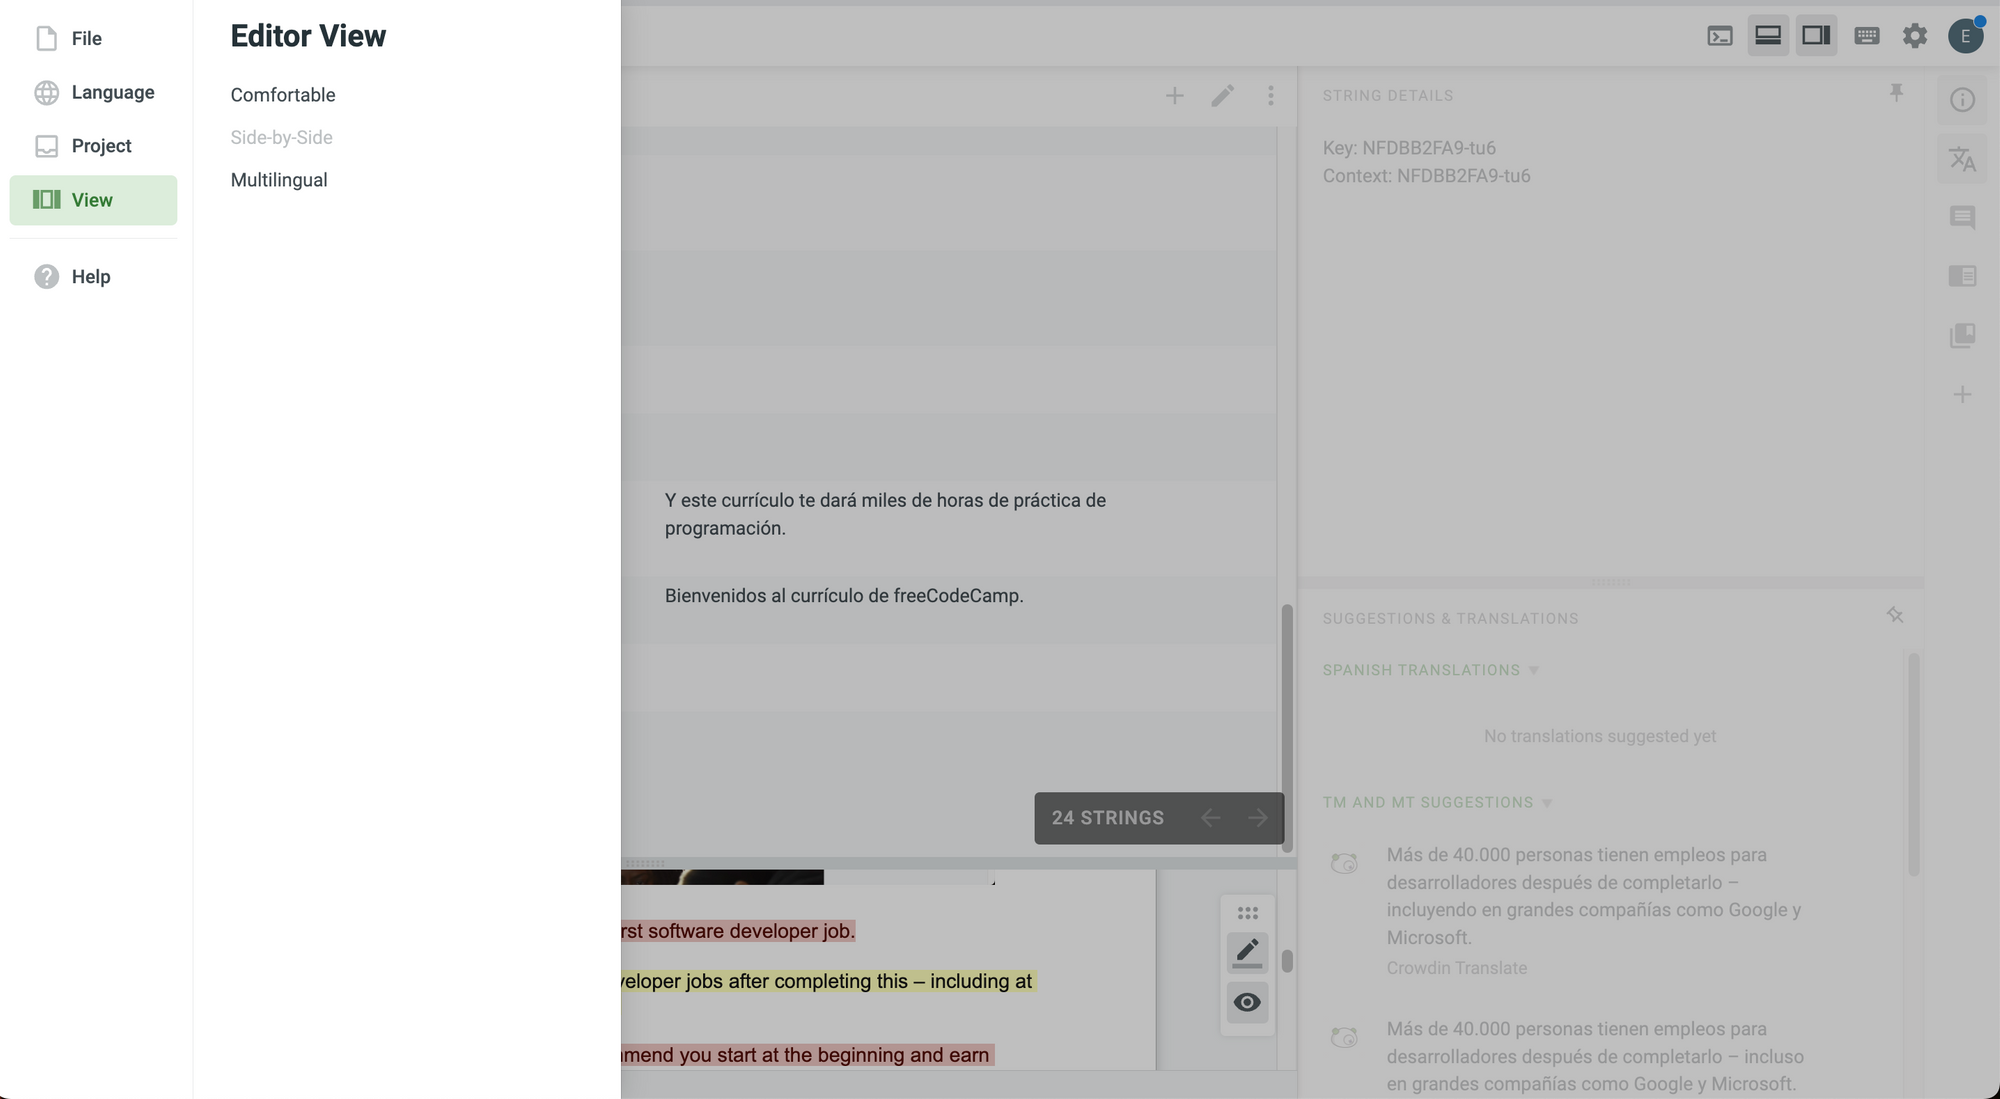 File
Language
Project
View
Help
Editor View
Comfortable
Side-by-Side
Multilingual
E
STRING DETAILS
Key: NFDBB2FA9-tu6
Context: NFDBB2FA9-tu6
Y este currículo te dará miles de horas de práctica de
programación.
Bienvenidos al currículo de freeCodeCamp.
24 STRINGS
rst software developer job.
veloper jobs after completing this – including at
mmend you start at the beginning and earn
SUGGESTIONS & TRANSLATIONS
SPANISH TRANSLATIONS
No translations suggested yet
TM AND MT SUGGESTIONS
Más de 40.000 personas tienen empleos para
desarrolladores después de completarlo –
incluyendo en grandes compañías como Google y
Microsoft.
Crowdin Translate
Más de 40.000 personas tienen empleos para
desarrolladores después de completarlo – incluso
en grandes compañías como Google y Microsoft.